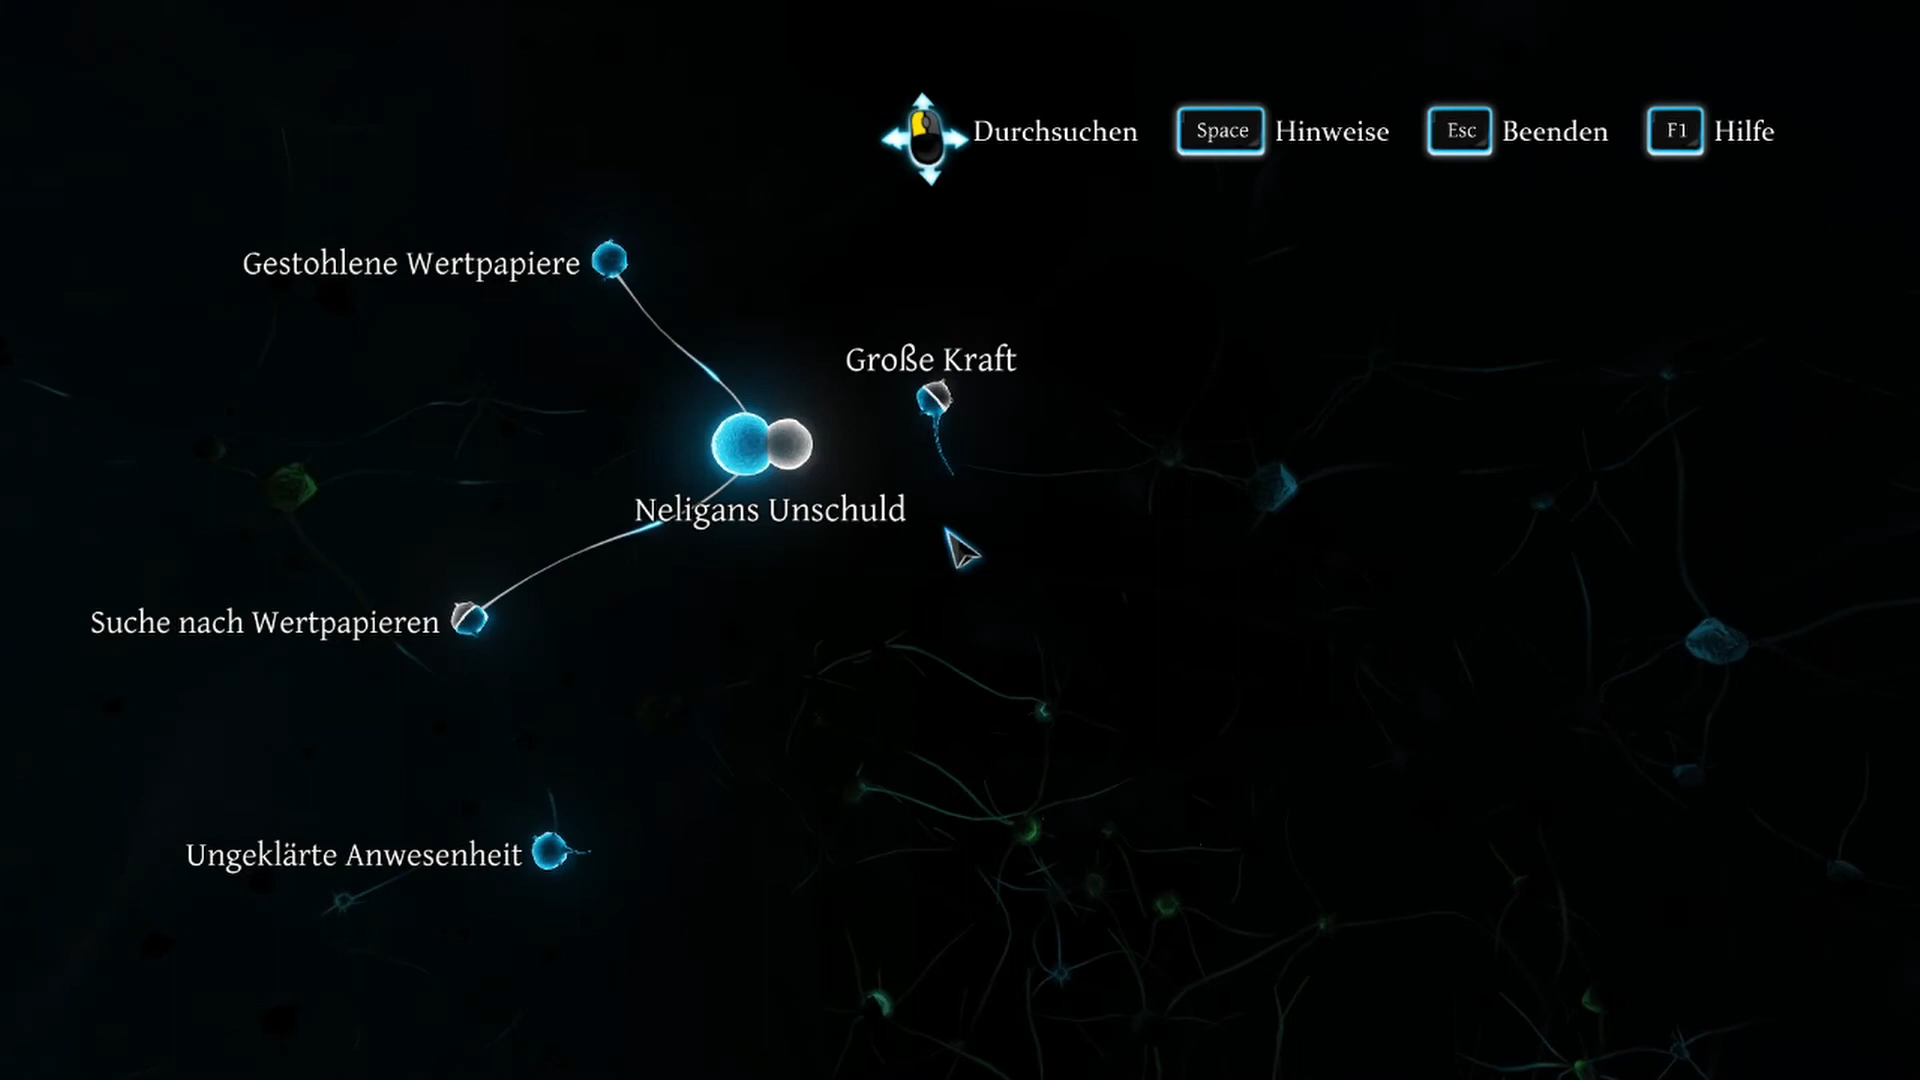 Durchsuchen
Space Hinweise
Esc Beenden
F1 Hilfe
Gestohlene Wertpapiere
Große Kraft
Neligans Unschuld
Suche nach Wertpapieren
Ungeklärte Anwesenheit